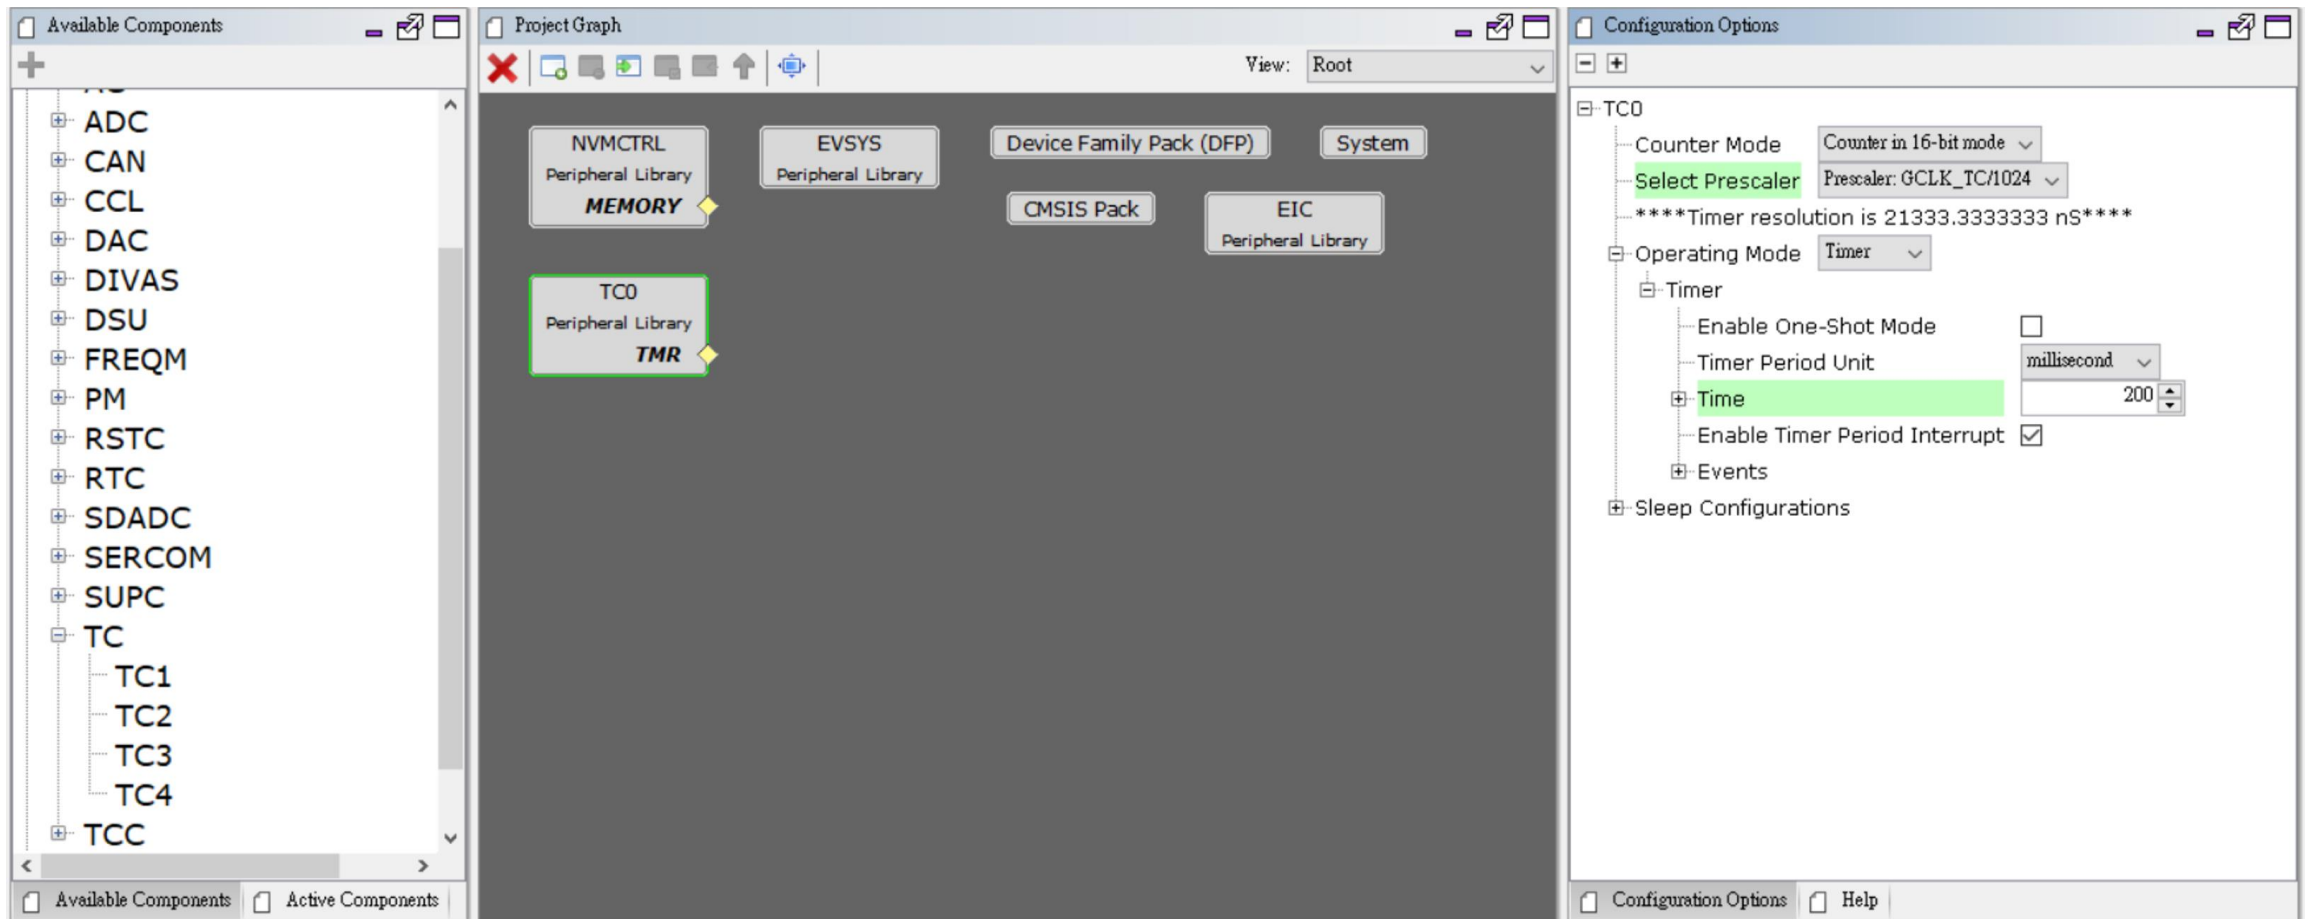 Available Components
ADC
CAN
CCL
DAC
DIVAS
DSU
FREQM
PM
RSTC
RTC
SDADC
SERCOM
SUPC
TC
TC1
TC2
TC3
TC4
TCC
Available Components
Active Components
Project Graph
View: Root
NVMCTRL
Peripheral Library
MEMORY
EVSYS
Peripheral Library
Device Family Pack (DFP)
System
CMSIS Pack
EIC
Peripheral Library
TC0
Peripheral Library
TMR
Configuration Options
TC0
Counter Mode Counter in 16-bit mode
Select Prescaler Prescaler: GCLK_TC/1024
****Timer resolution is 21333.3333333 nS****
Operating Mode Timer
Timer
Enable One-Shot Mode
Timer Period Unit millisecond
Time 200
Enable Timer Period Interrupt
Events
Sleep Configurations
Configuration Options
Help